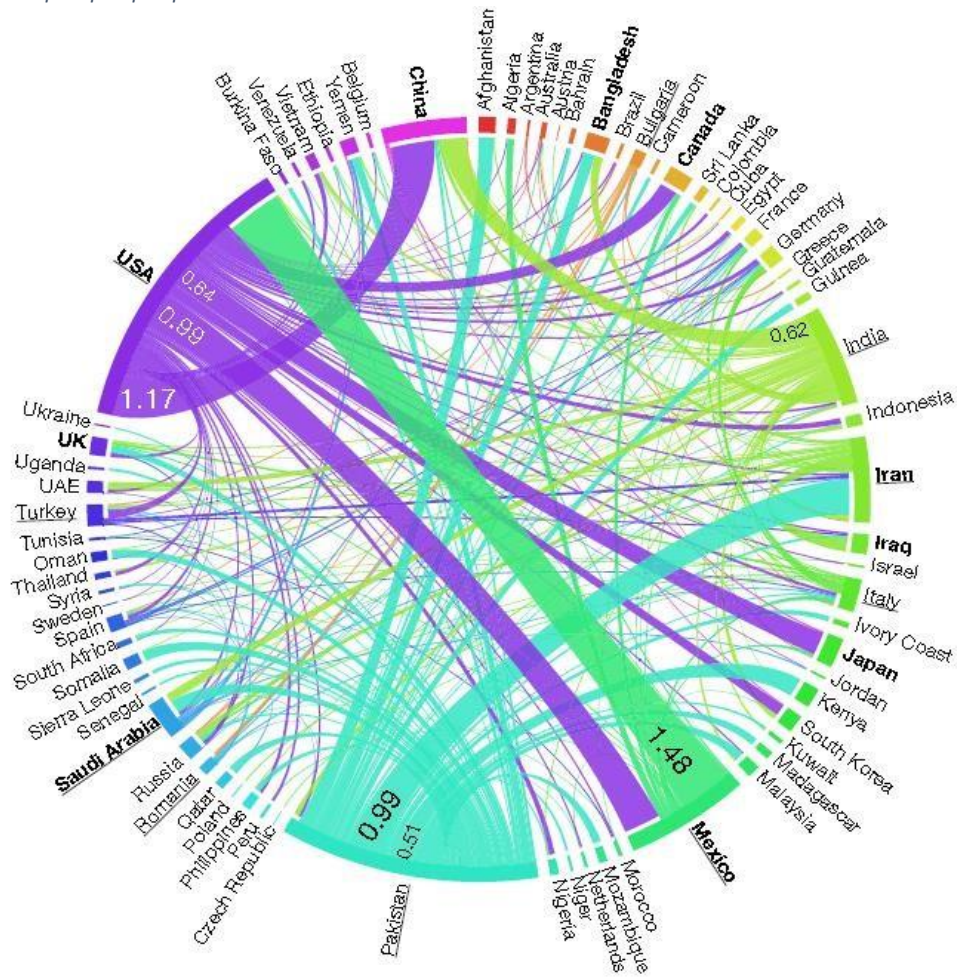 Afghanistan
Algeria
Argentina
Australia
Austria
Bahrain
Bangladesh
Brazil
Bulgaria
Cameroon
Canada
Sri Lanka
Colombia
Cuba
Egypt
France
Germany
Greece
Guatemala
Guinea
India
Indonesia
Iran
Iraq
Israel
Italy
Ivory Coast
Japan
Jordan
Kenya
South Korea
Kuwait
Madagascar
Malaysia
Mexico
Morocco
Mozambique
Netherlands
Niger
Nigeria
Pakistan
Czech Republic
Peru
Philippines
Poland
Qatar
Romania
Russia
Saudi Arabia
Senegal
Sierra Leone
Somalia
South Africa
Spain
Sweden
Syria
Thailand
Oman
Tunisia
Turkey
UAE
Uganda
UK
Ukraine
USA
Burkina Faso
Venezuela
Vietnam
Ethiopia
Yemen
Belgium
China
0.64
0.99
1.17
0.62
1.48
0.99
0.51